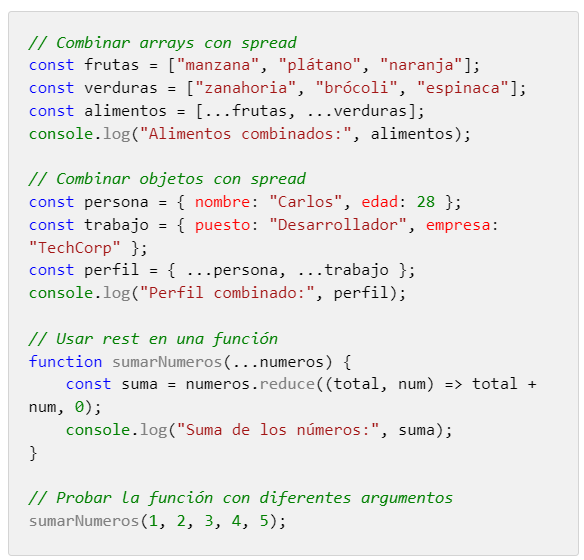 // Combinar arrays con spread
const frutas = ["manzana", "plátano", "naranja"];
const verduras = ["zanahoria", "brócoli", "espinaca"];
const alimentos = [...frutas, ...verduras];
console.log("Alimentos combinados:", alimentos);

// Combinar objetos con spread
const persona = { nombre: "Carlos", edad: 28 };
const trabajo = { puesto: "Desarrollador", empresa:
"TechCorp" };
const perfil = { ...persona, ...trabajo };
console.log("Perfil combinado:", perfil);

// Usar rest en una función
function sumarNumeros(...numeros) {
    const suma = numeros.reduce((total, num) => total +
num, 0);
    console.log("Suma de los números:", suma);
}

// Probar la función con diferentes argumentos
sumarNumeros(1, 2, 3, 4, 5);